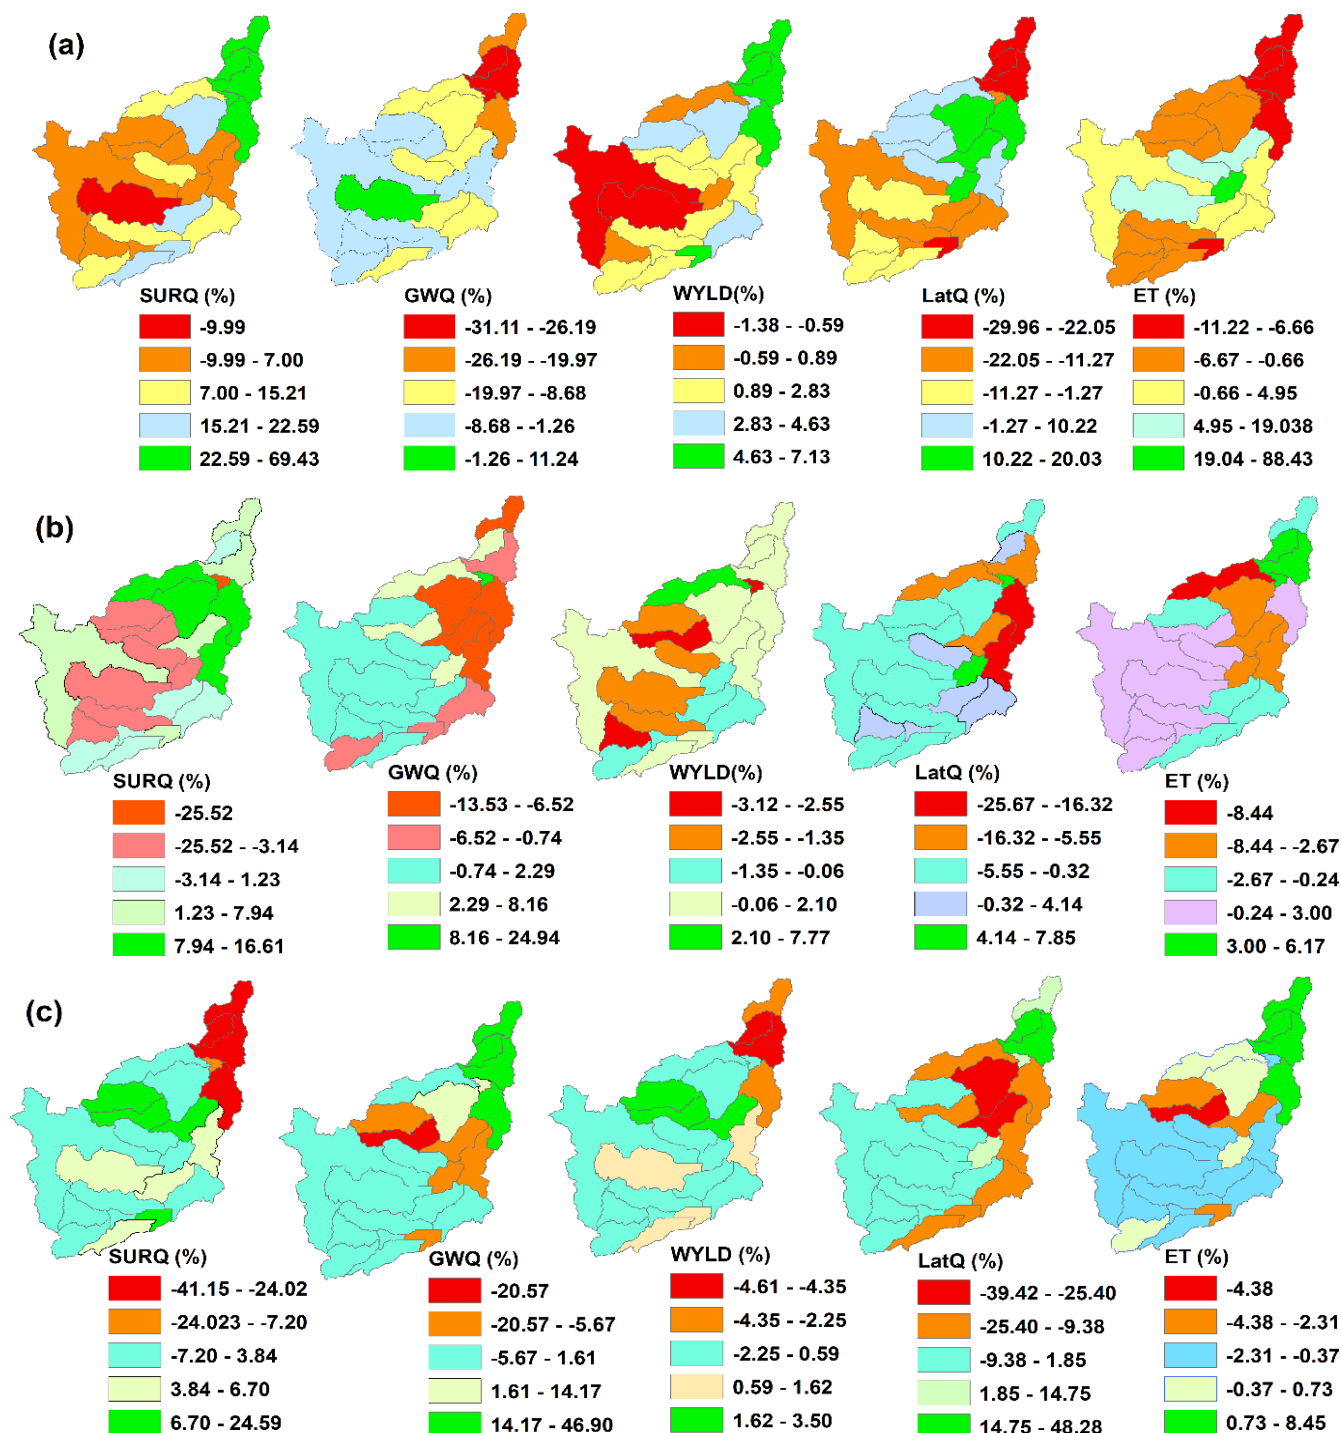 (a)
SURQ (%)
-9.99
-9.99 - 7.00
7.00 - 15.21
15.21 - 22.59
22.59 - 69.43
GWQ (%)
-31.11 - -26.19
-26.19 - -19.97
-19.97 - -8.68
-8.68 - -1.26
-1.26 - 11.24
WYLD(%)
-1.38 - -0.59
-0.59 - 0.89
0.89 - 2.83
2.83 - 4.63
4.63 - 7.13
LatQ (%)
-29.96 - -22.05
-22.05 - -11.27
-11.27 - -1.27
-1.27 - 10.22
10.22 - 20.03
ET (%)
-11.22 - -6.66
-6.67 - -0.66
-0.66 - 4.95
4.95 - 19.038
19.04 - 88.43
(b)
SURQ (%)
-25.52
-25.52 - -3.14
-3.14 - 1.23
1.23 - 7.94
7.94 - 16.61
GWQ (%)
-13.53 - -6.52
-6.52 - -0.74
-0.74 - 2.29
2.29 - 8.16
8.16 - 24.94
WYLD(%)
-3.12 - -2.55
-2.55 - -1.35
-1.35 - -0.06
-0.06 - 2.10
2.10 - 7.77
LatQ (%)
-25.67 - -16.32
-16.32 - -5.55
-5.55 - -0.32
-0.32 - 4.14
4.14 - 7.85
ET (%)
-8.44
-8.44 - -2.67
-2.67 - -0.24
-0.24 - 3.00
3.00 - 6.17
(c)
SURQ (%)
-41.15 - -24.02
-24.023 - -7.20
-7.20 - 3.84
3.84 - 6.70
6.70 - 24.59
GWQ (%)
-20.57
-20.57 - -5.67
-5.67 - 1.61
1.61 - 14.17
14.17 - 46.90
WYLD (%)
-4.61 - -4.35
-4.35 - -2.25
-2.25 - 0.59
0.59 - 1.62
1.62 - 3.50
LatQ (%)
-39.42 - -25.40
-25.40 - -9.38
-9.38 - 1.85
1.85 - 14.75
14.75 - 48.28
ET (%)
-4.38
-4.38 - -2.31
-2.31 - -0.37
-0.37 - 0.73
0.73 - 8.45